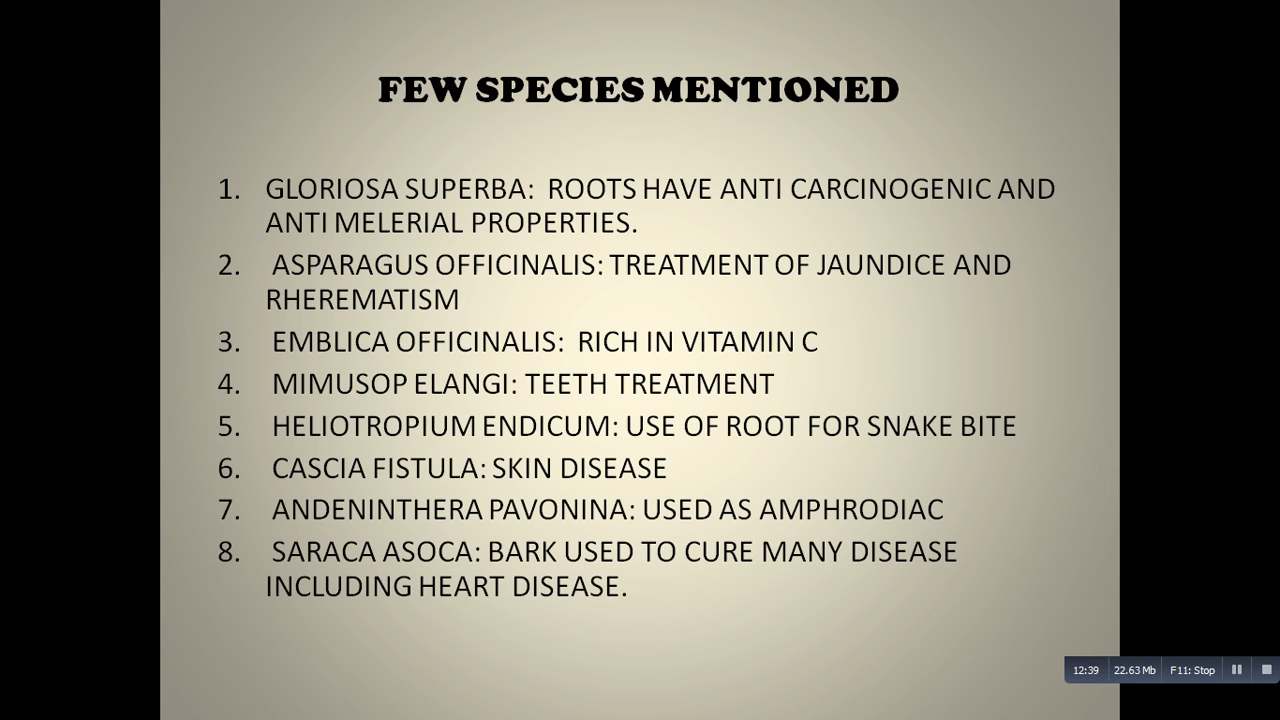 FEW SPECIES MENTIONED
1. GLORIOSA SUPERBA: ROOTS HAVE ANTI CARCINOGENIC AND
ANTI MELERIAL PROPERTIES.
2. ASPARAGUS OFFICINALIS: TREATMENT OF JAUNDICE AND
RHEREMATISM
3. EMBLICA OFFICINALIS: RICH IN VITAMIN C
4. MIMUSOP ELANGI: TEETH TREATMENT
5. HELIOTROPIUM ENDICUM: USE OF ROOT FOR SNAKE BITE
6. CASCIA FISTULA: SKIN DISEASE
7. ANDENINTHERA PAVONINA: USED AS AMPHRODIAC
8. SARACA ASOCA: BARK USED TO CURE MANY DISEASE
INCLUDING HEART DISEASE.
12:39 22.63 Mb F11: Stop